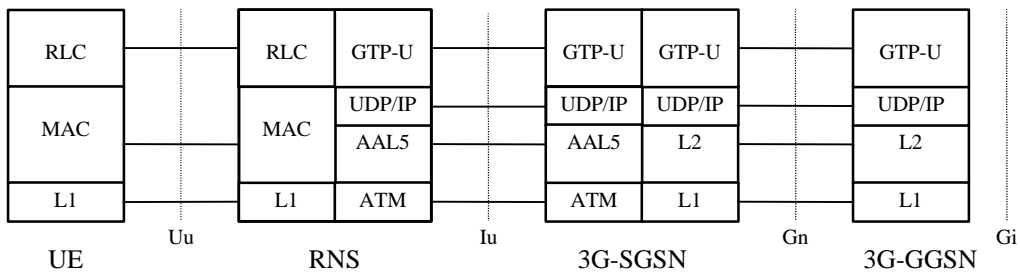 RLC RLC GTP-U GTP-U GTP-U GTP-U
UDP/IP UDP/IP UDP/IP UDP/IP
MAC MAC AAL5 AAL5 L2 L2
L1 L1 ATM ATM L1 L1
Uu Iu Gn Gi
UE RNS 3G-SGSN 3G-GGSN